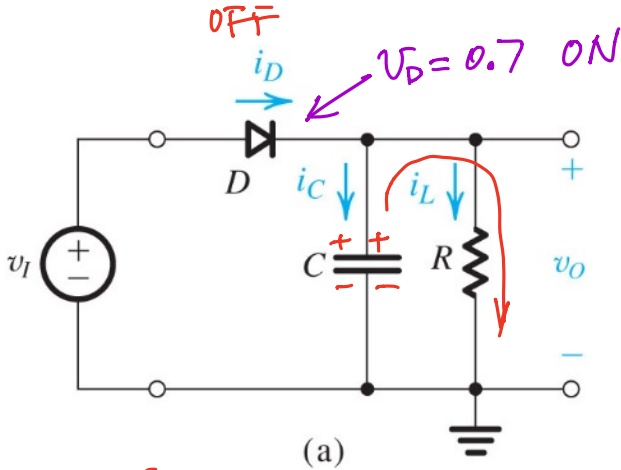 OFF
v_D = 0.7 ON
i_D
D
i_C
i_L
+
+ +
+
−
v_I
C
R
v_O
− −
−
(a)